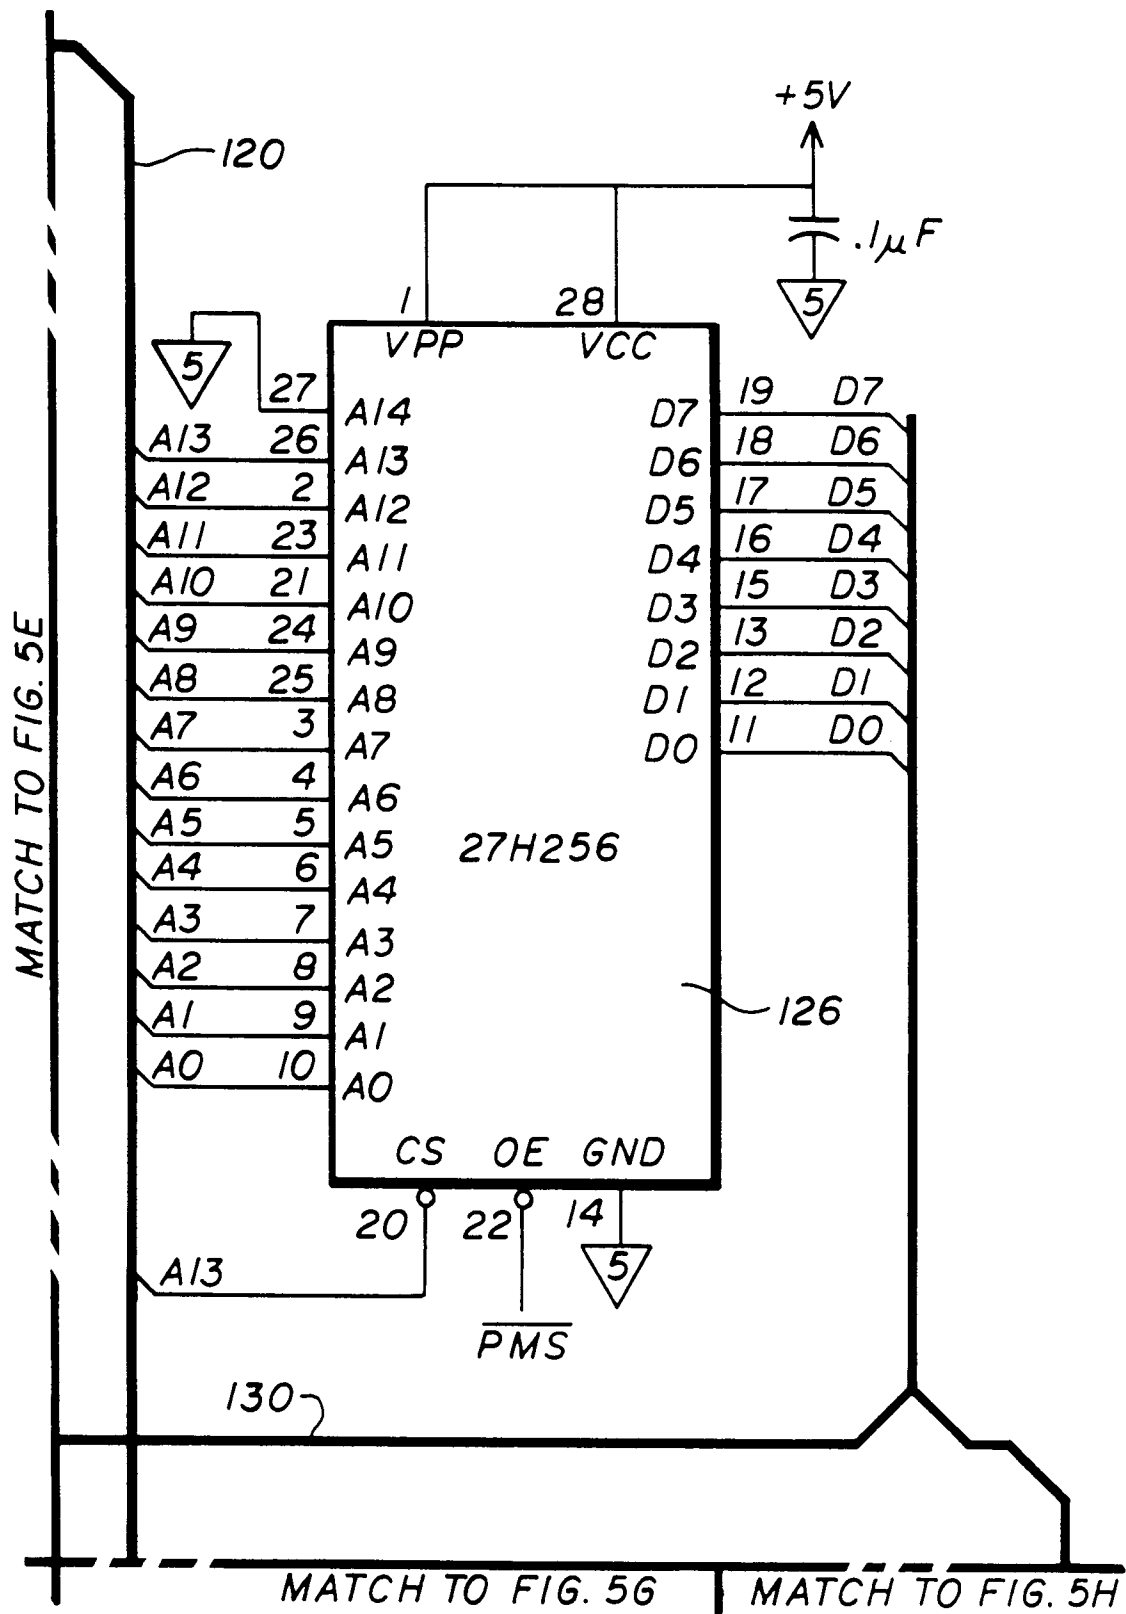 +5V
120
.1µF
5
1
28
VPP
VCC
5
27
A14
D7
19
D7
A13
26
A13
D6
18
D6
A12
2
A12
D5
17
D5
A11
23
A11
D4
16
D4
A10
21
A10
D3
15
D3
A9
24
A9
D2
13
D2
A8
25
A8
D1
12
D1
A7
3
A7
D0
11
D0
A6
4
A6
A5
5
A5
27H256
A4
6
A4
A3
7
A3
A2
8
A2
A1
9
A1
126
A0
10
A0
MATCH TO FIG. 5E
CS
OE
GND
20
22
14
5
A13
PMS
130
MATCH TO FIG. 5G
MATCH TO FIG. 5H